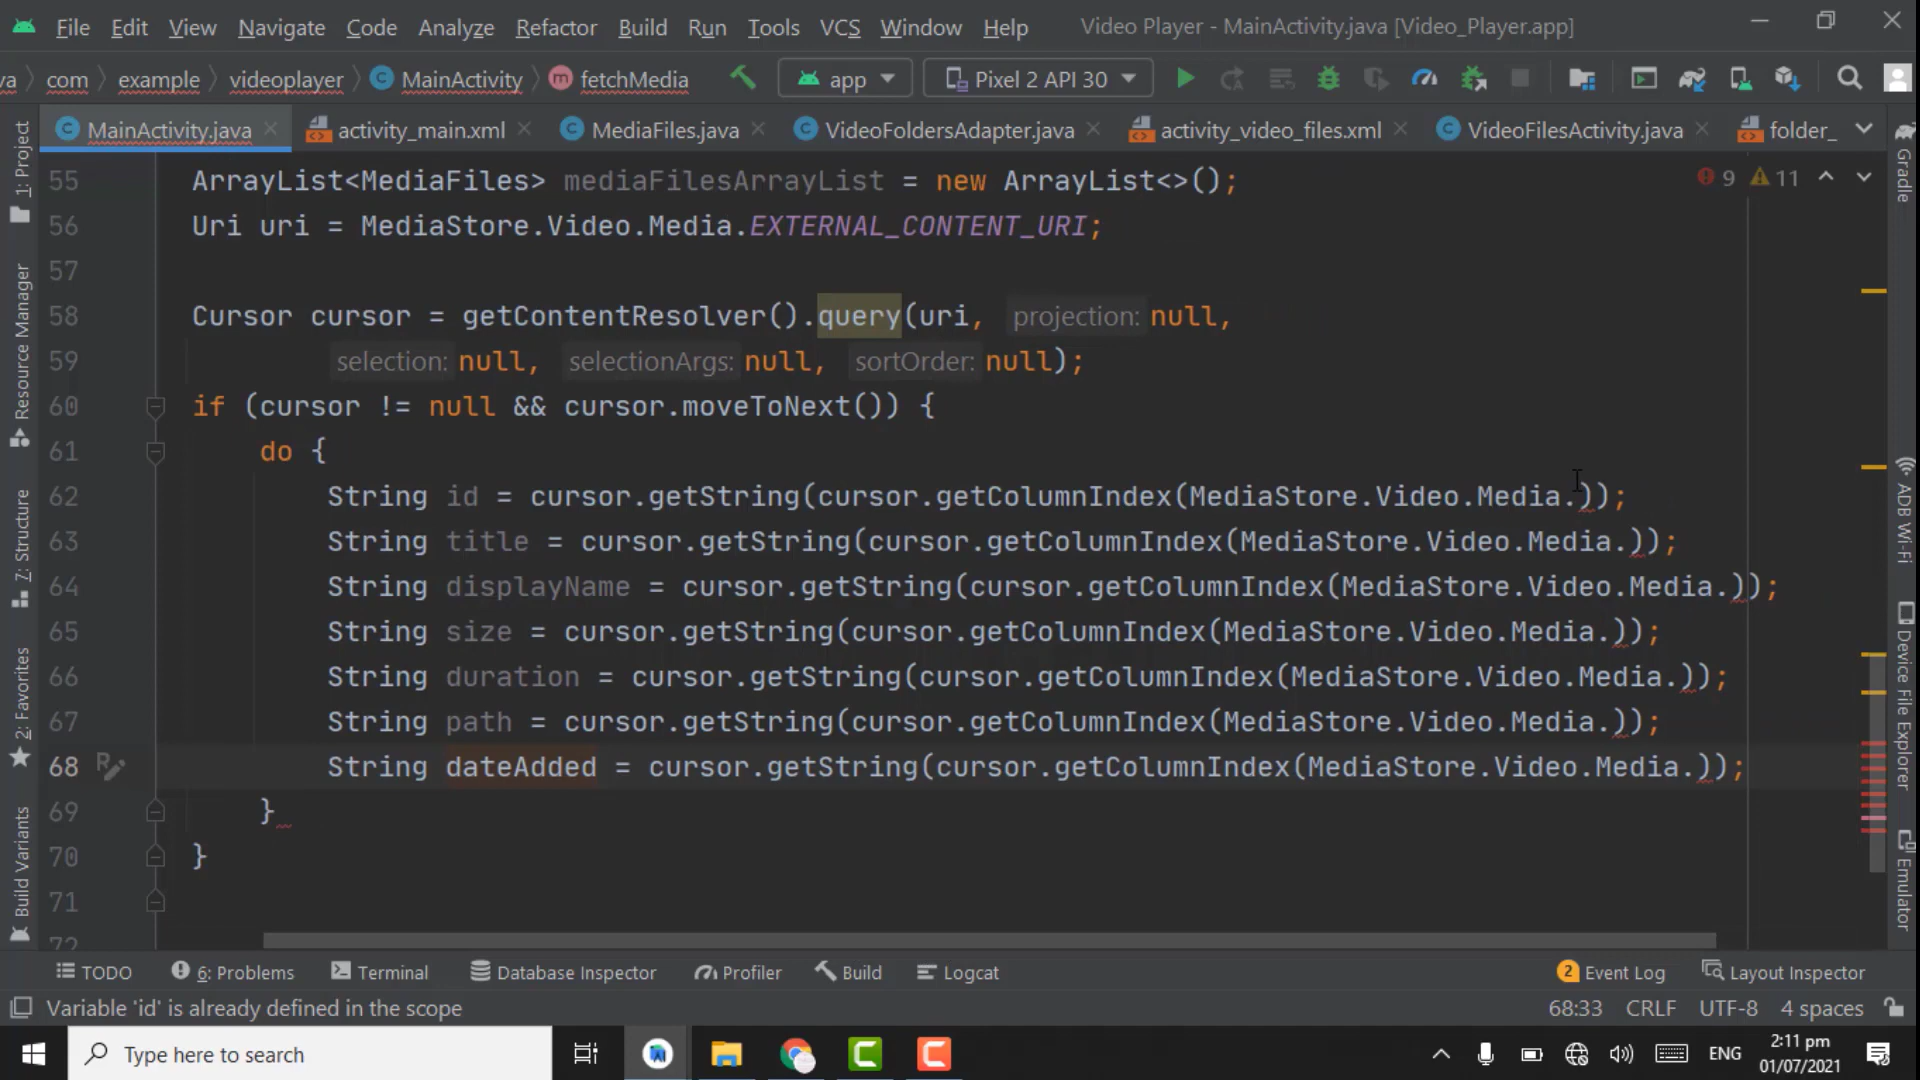 File Edit View Navigate Code Analyze Refactor Build Run Tools VCS Window Help Video Player - MainActivity.java [Video_Player.app]
va com example videoplayer MainActivity fetchMedia app Pixel 2 API 30
MainActivity.java activity_main.xml MediaFiles.java VideoFoldersAdapter.java activity_video_files.xml VideoFilesActivity.java folder_
55 ArrayList<MediaFiles> mediaFilesArrayList = new ArrayList<>(); 9 11
56 Uri uri = MediaStore.Video.Media.EXTERNAL_CONTENT_URI;
57
58 Cursor cursor = getContentResolver().query(uri, projection: null,
59 selection: null, selectionArgs: null, sortOrder: null);
60 if (cursor != null && cursor.moveToNext()) {
61 do {
62 String id = cursor.getString(cursor.getColumnIndex(MediaStore.Video.Media.));
63 String title = cursor.getString(cursor.getColumnIndex(MediaStore.Video.Media.));
64 String displayName = cursor.getString(cursor.getColumnIndex(MediaStore.Video.Media.));
65 String size = cursor.getString(cursor.getColumnIndex(MediaStore.Video.Media.));
66 String duration = cursor.getString(cursor.getColumnIndex(MediaStore.Video.Media.));
67 String path = cursor.getString(cursor.getColumnIndex(MediaStore.Video.Media.));
68 String dateAdded = cursor.getString(cursor.getColumnIndex(MediaStore.Video.Media.));
69 }
70 }
71
72
1: Project
Resource Manager
7: Structure
2: Favorites
Build Variants
Gradle
ADB Wi-Fi
Device File Explorer
Emulator
TODO 6: Problems Terminal Database Inspector Profiler Build Logcat 2 Event Log Layout Inspector
Variable 'id' is already defined in the scope 68:33 CRLF UTF-8 4 spaces
Type here to search ENG 2:11 pm
01/07/2021